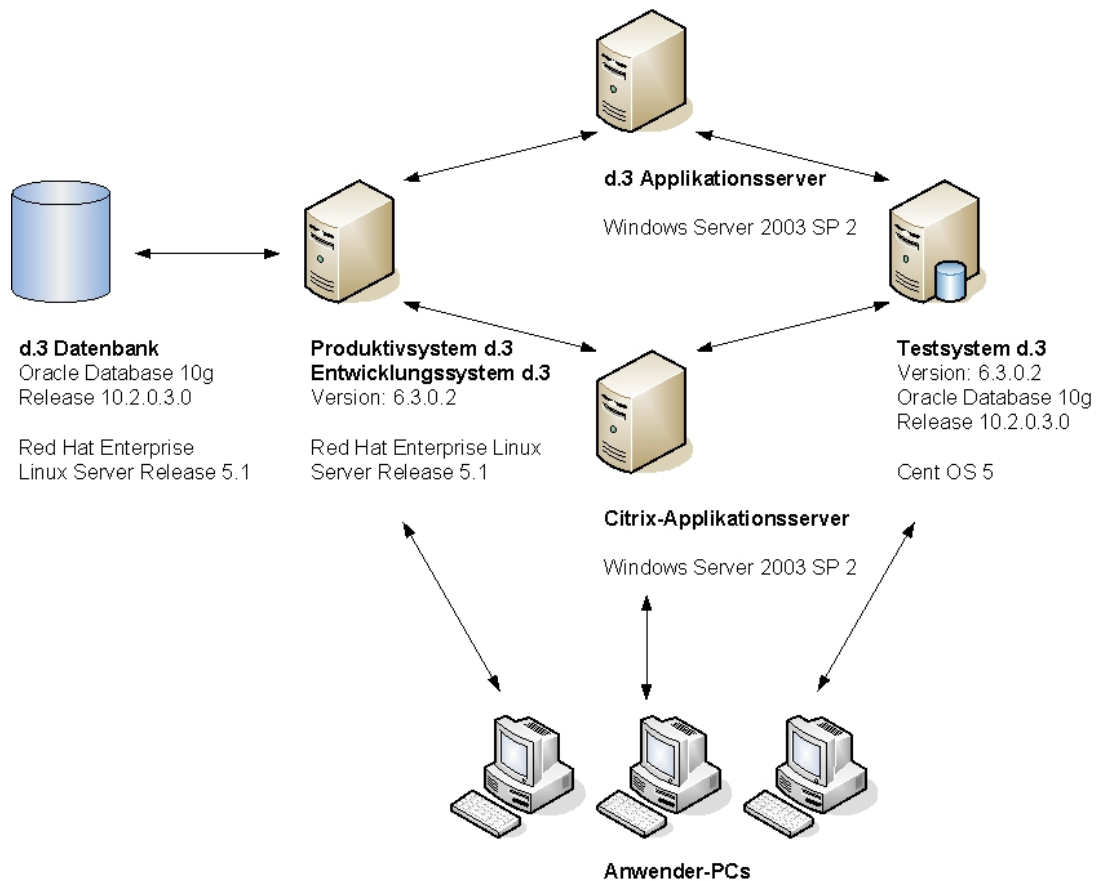 d.3 Applikationsserver
Windows Server 2003 SP 2
d.3 Datenbank
Oracle Database 10g
Release 10.2.0.3.0
Red Hat Enterprise
Linux Server Release 5.1
Produktivsystem d.3
Entwicklungssystem d.3
Version: 6.3.0.2
Red Hat Enterprise Linux
Server Release 5.1
Testsystem d.3
Version: 6.3.0.2
Oracle Database 10g
Release 10.2.0.3.0
Cent OS 5
Citrix-Applikationsserver
Windows Server 2003 SP 2
Anwender-PCs